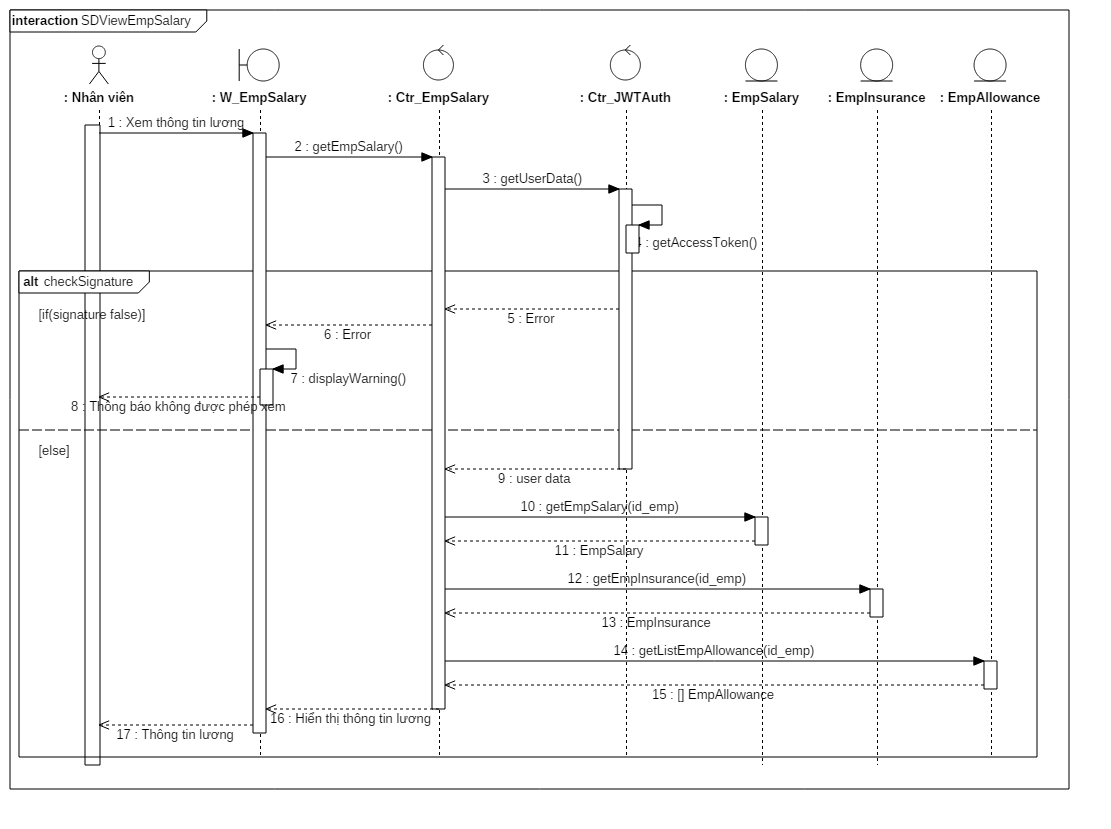 interaction SDViewEmpSalary
: Nhân viên
: W_EmpSalary
: Ctr_EmpSalary
: Ctr_JWTAuth
: EmpSalary
: EmpInsurance
: EmpAllowance
1 : Xem thông tin lương
2 : getEmpSalary()
3 : getUserData()
4 : getAccessToken()
alt checkSignature
[if(signature false)]
5 : Error
6 : Error
7 : displayWarning()
8 : Thông báo không được phép xem
[else]
9 : user data
10 : getEmpSalary(id_emp)
11 : EmpSalary
12 : getEmpInsurance(id_emp)
13 : EmpInsurance
14 : getListEmpAllowance(id_emp)
15 : [] EmpAllowance
16 : Hiển thị thông tin lương
17 : Thông tin lương